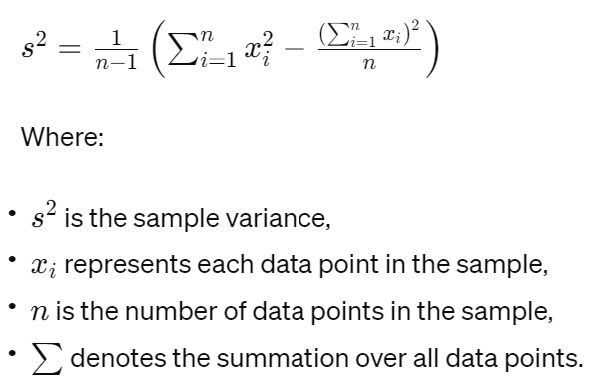 s² = 1/(n−1) (∑ⁿᵢ₌₁ xᵢ² − (∑ⁿᵢ₌₁ xᵢ)²/n)
Where:
• s² is the sample variance,
• xᵢ represents each data point in the sample,
• n is the number of data points in the sample,
• ∑ denotes the summation over all data points.